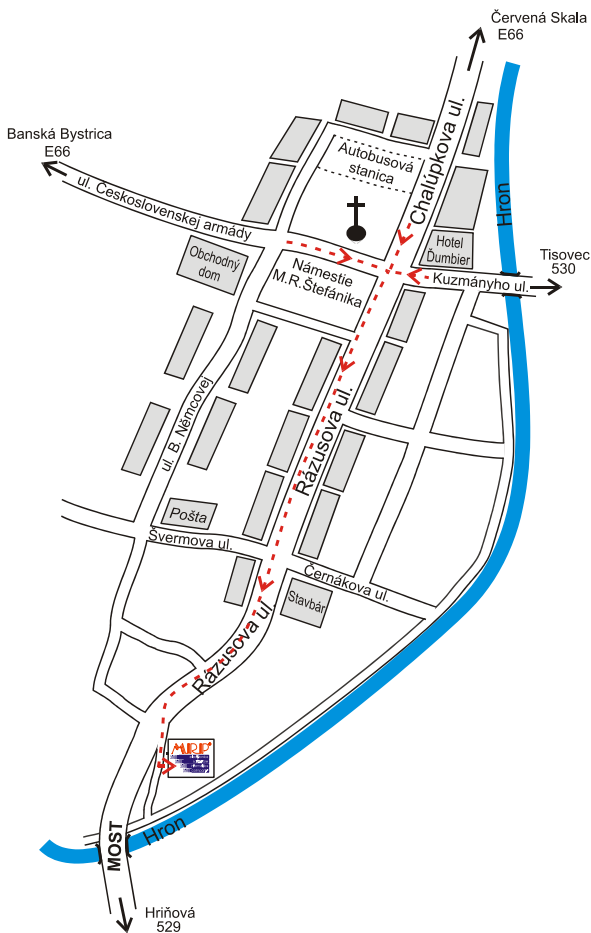 Červená Skala
E66
Banská Bystrica
E66
ul. Československej armády
Autobusová
stanica
Chalúpkova ul.
Hron
Hotel
Ďumbier
Tisovec
530
Obchodný
dom
Námestie
M.R.Štefánika
Kuzmányho ul.
ul. B. Němcovej
Rázusova ul.
Pošta
Švermova ul.
Černákova ul.
Stavbár
Rázusova ul.
MRP
MOST
Hron
Hriňová
529